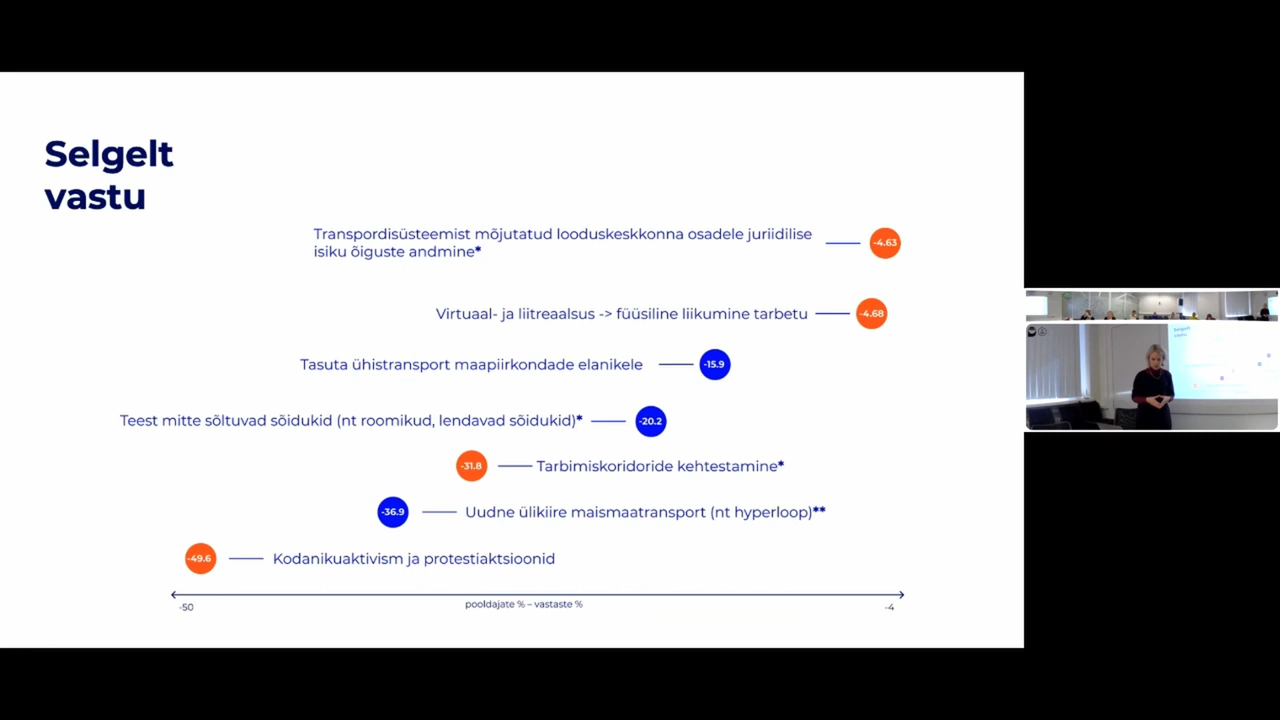 Selgelt
vastu
Transpordisüsteemist mõjutatud looduskeskkonna osadele juriidilise
isiku õiguste andmine*
-4.63
Virtuaal- ja liitreaalsus -> füüsiline liikumine tarbetu
-4.68
Tasuta ühistransport maapiirkondade elanikele
-15.9
Teest mitte sõltuvad sõidukid (nt roomikud, lendavad sõidukid)*
-20.2
-31.8
Tarbimiskoridoride kehtestamine*
-36.9
Uudne ülikiire maismaatransport (nt hyperloop)**
-49.6
Kodanikuaktivism ja protestiaktsioonid
-50
pooldajate % – vastaste %
-4
Selgelt
vastu